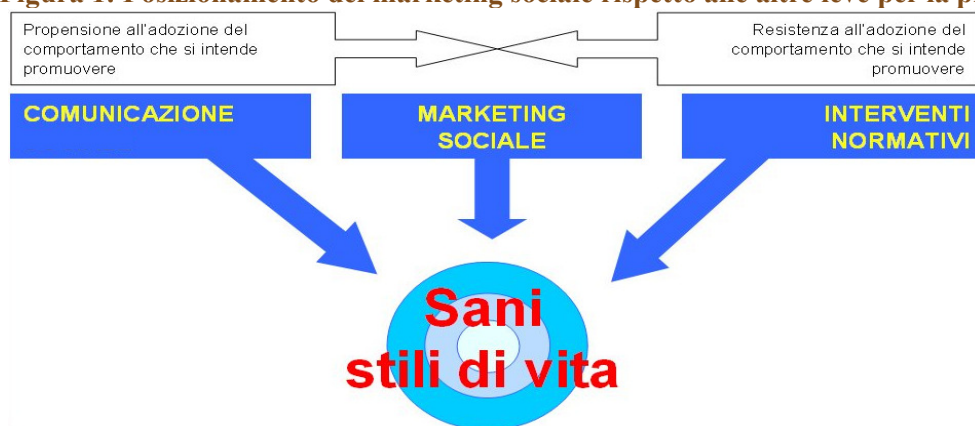 Figura 1. Posizionamento del marketing sociale rispetto alle altre leve per la
Propensione all'adozione del
comportamento che si intende
promuovere
Resistenza all'adozione del
comportamento che si intende
promuovere
COMUNICAZIONE
MARKETING
SOCIALE
INTERVENTI
NORMATIVI
Sani
stili di vita